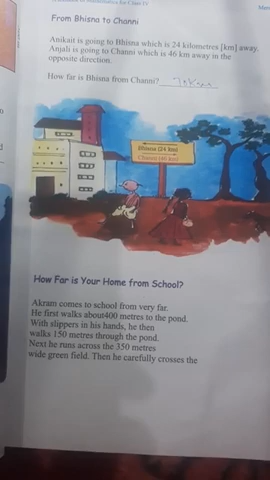 Mathematics for Class IV
From Bhisna to Channi
Anikait is going to Bhisna which is 24 kilometres [km] away.
Anjali is going to Channi which is 46 km away in the
opposite direction.
How far is Bhisna from Channi?
Bhisna (24 km)
Channi (46 km)
How Far is Your Home from School?
Akram comes to school from very far.
He first walks about400 metres to the pond.
With slippers in his hands, he then
walks 150 metres through the pond.
Next he runs across the 350 metres
wide green field. Then he carefully crosses the